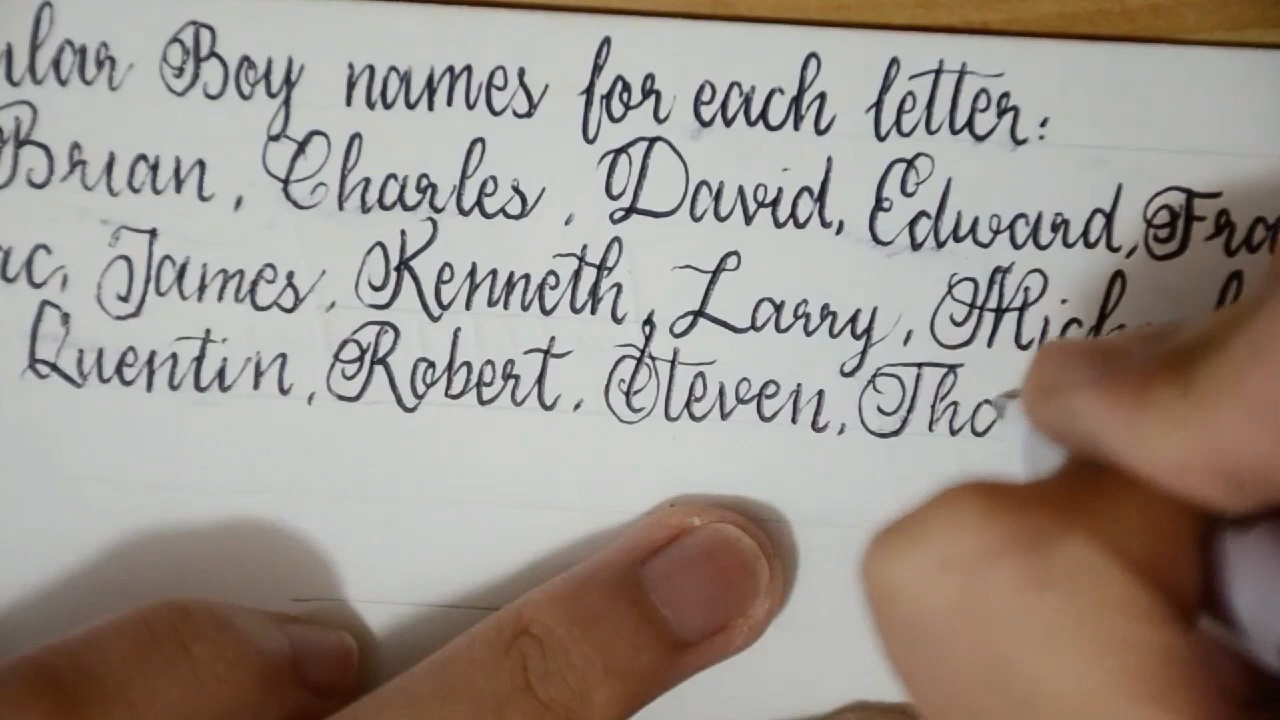 ular Boy names for each letter:
Brian, Charles, David, Edward, Fra
ac, James, Kenneth, Larry, Mich
Quentin, Robert, Steven, Tho